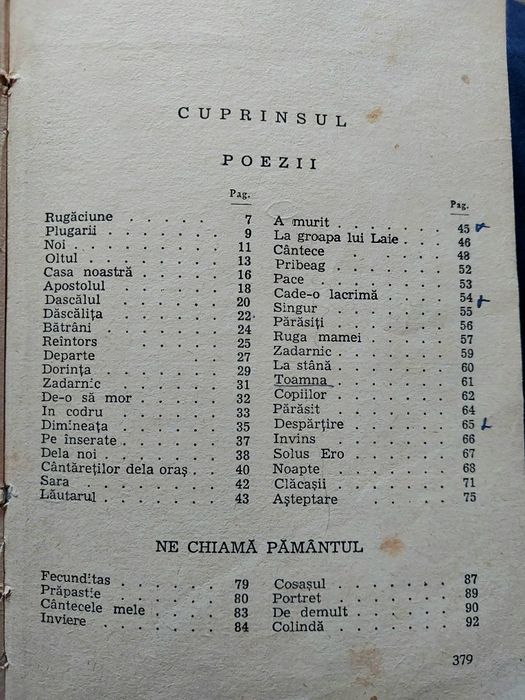 CUPRINSUL
POEZII
Pag.
Rugăciune . . . . . 7
Plugarii . . . . . . 9
Noi . . . . . . . 11
Oltul . . . . . . . 13
Casa noastră . . . . . 16
Apostolul . . . . . . 18
Dascălul . . . . . . 20
Dăscălița . . . . . . 22
Bătrâni . . . . . . 24
Reintors . . . . . . 25
Departe . . . . . . 27
Dorința . . . . . . 29
Zadarnic . . . . . . 31
De-o să mor . . . . . 32
In codru . . . . . . 33
Dimineața . . . . . . 35
Pe înserate . . . . . 37
Dela noi . . . . . . 38
Cântăreților dela oraș . 40
Sara . . . . . . . 42
Lăutarul . . . . . . 43
Pag.
A murit . . . . . . 45
La groapa lui Laie . . . 46
Cântece . . . . . . 48
Pribeag . . . . . . 52
Pace . . . . . . . 53
Cade-o lacrimă . . . . 54
Singur . . . . . . 55
Părăsiți . . . . . . 56
Ruga mamei . . . . . 57
Zadarnic . . . . . . 59
La stână . . . . . . 60
Toamna . . . . . . 61
Copiilor . . . . . . 62
Părăsit . . . . . . 64
Despărțire . . . . . 65
Invins . . . . . . 66
Solus Ero . . . . . 67
Noapte . . . . . . 68
Clăcașii . . . . . . 71
Așteptare . . . . . 75
NE CHIAMĂ PĂMÂNTUL
Fecunditas . . . . . 79
Prăpastie . . . . . . 80
Cântecele mele . . . . 83
Inviere . . . . . . 84
Cosașul . . . . . . 87
Portret . . . . . . 89
De demult . . . . . 90
Colindă . . . . . . 92
379